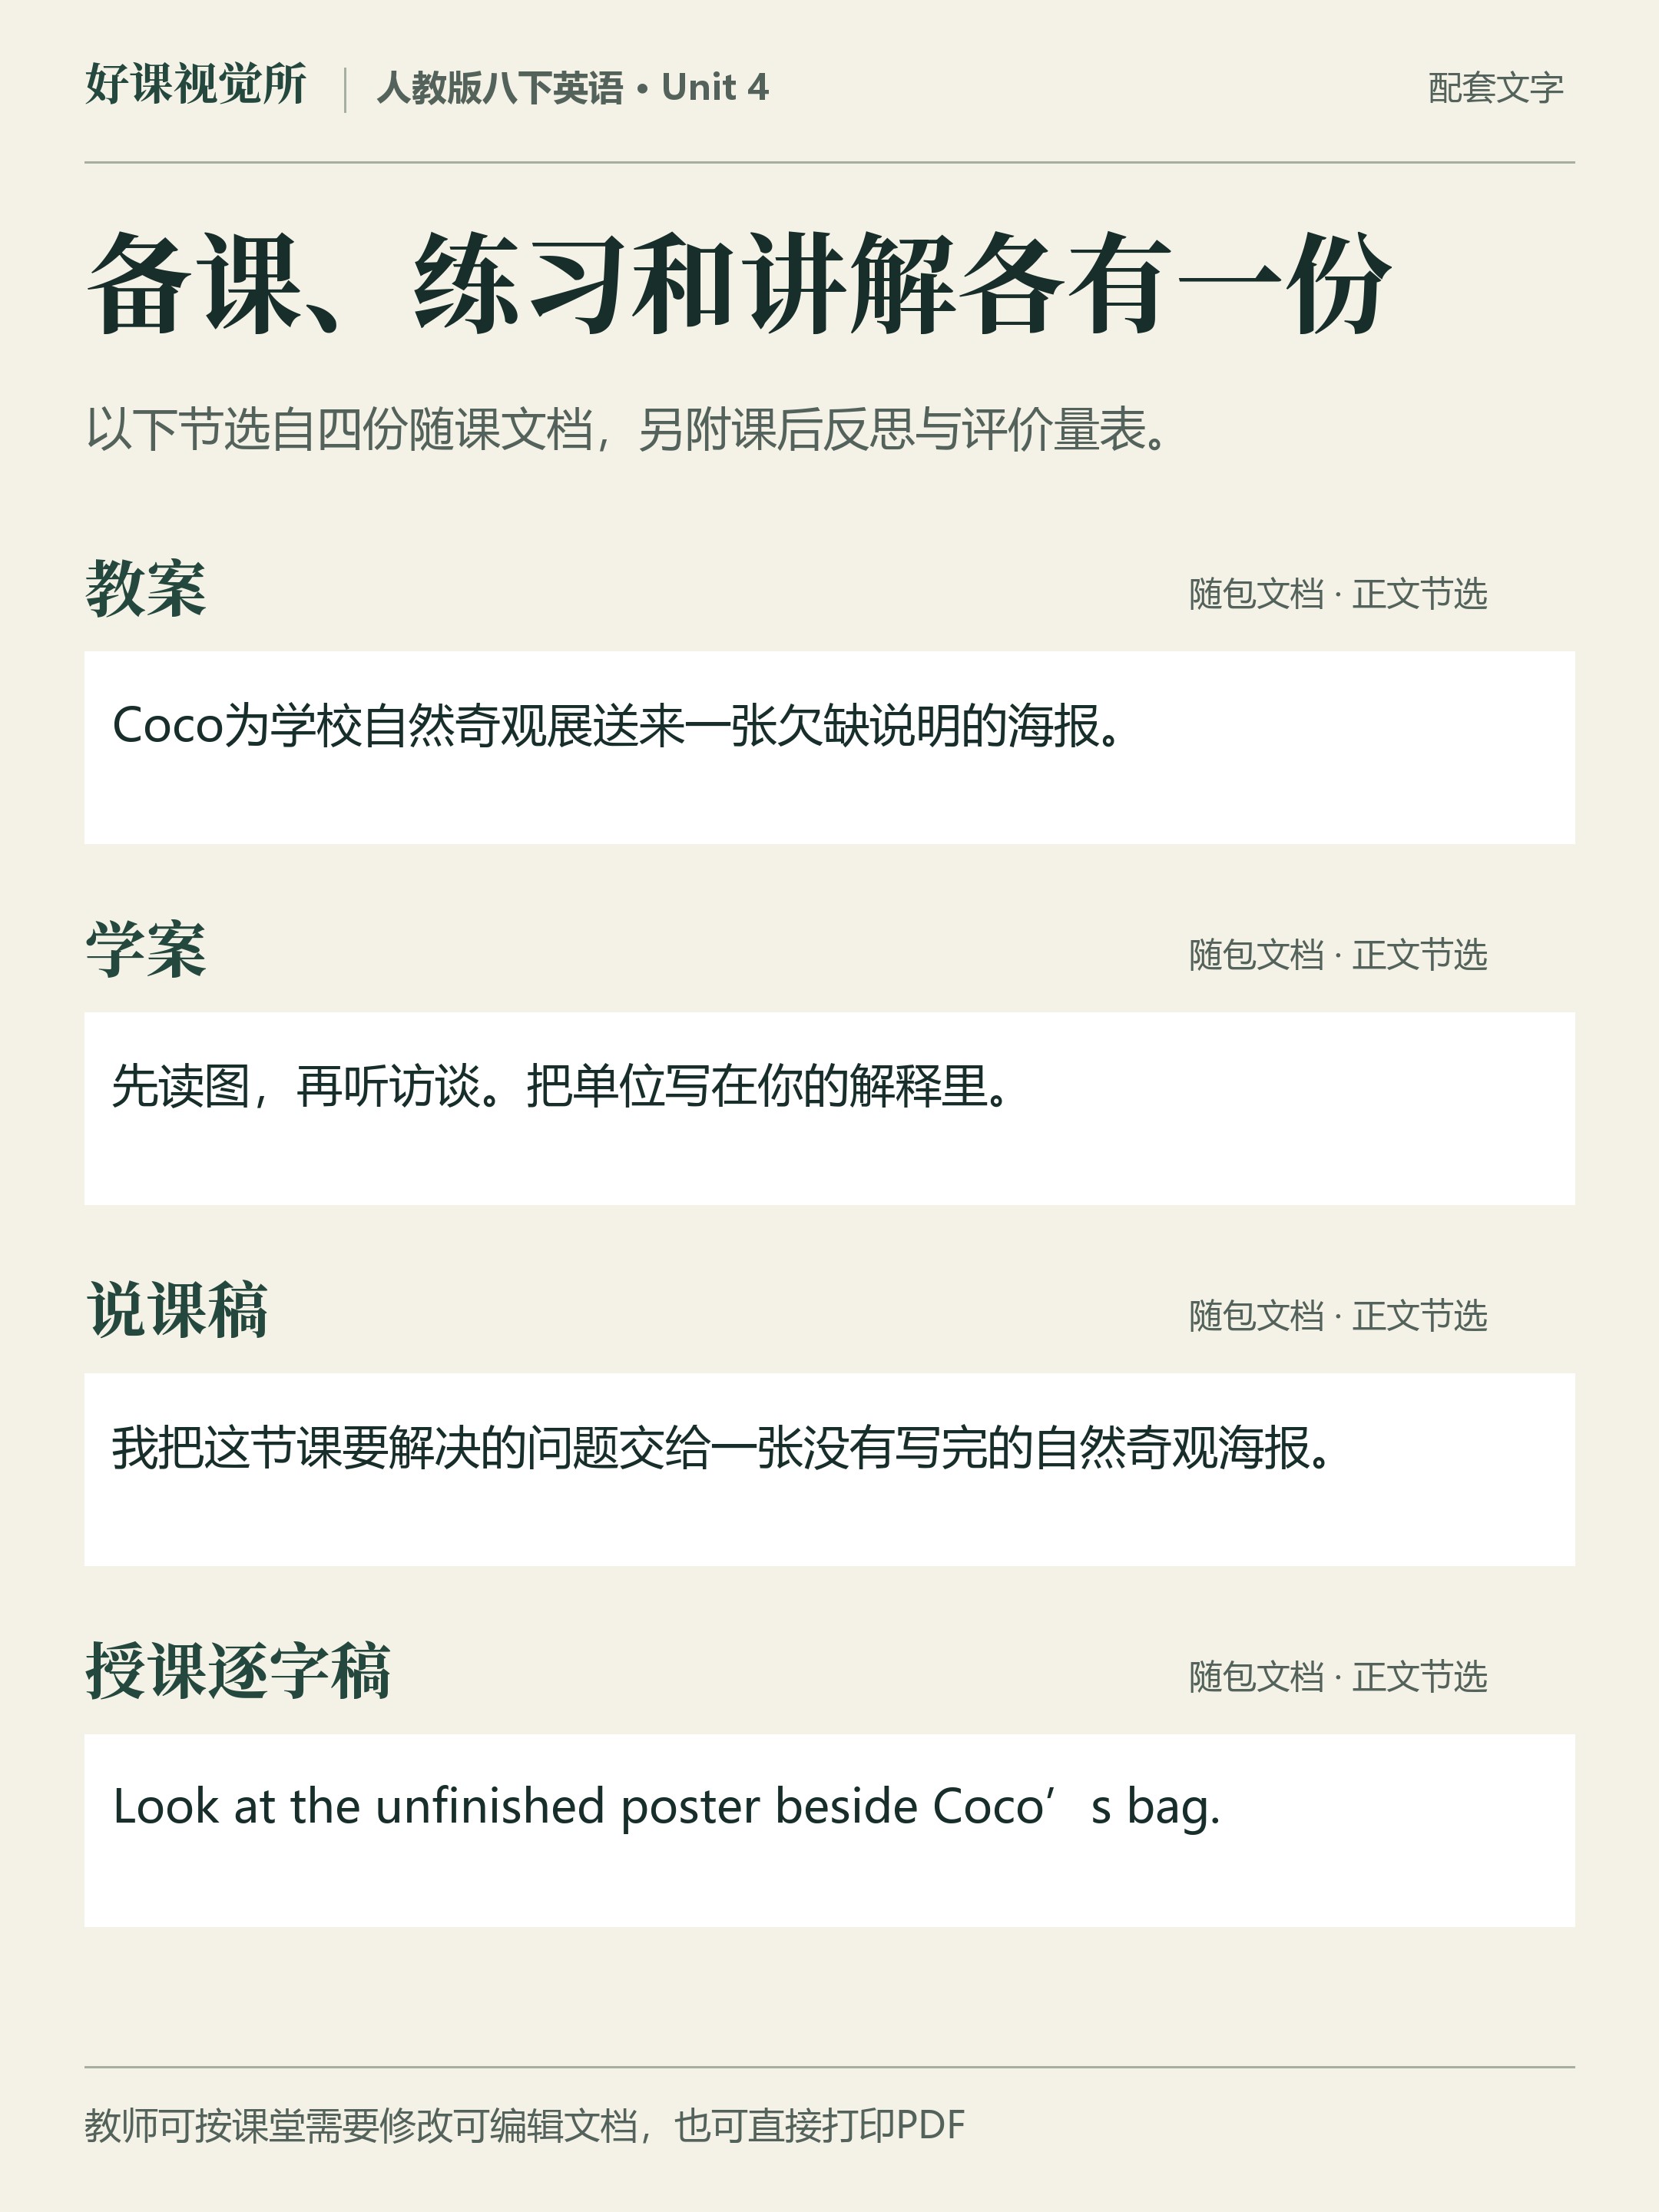 好课视觉所
人教版八下英语 • Unit 4
配套文字
备课、练习和讲解各有一份
以下节选自四份随课文档，另附课后反思与评价量表。
教案
随包文档 · 正文节选
Coco为学校自然奇观展送来一张欠缺说明的海报。
学案
随包文档 · 正文节选
先读图，再听访谈。把单位写在你的解释里。
说课稿
随包文档 · 正文节选
我把这节课要解决的问题交给一张没有写完的自然奇观海报。
授课逐字稿
随包文档 · 正文节选
Look at the unfinished poster beside Coco’s bag.
教师可按课堂需要修改可编辑文档，也可直接打印PDF